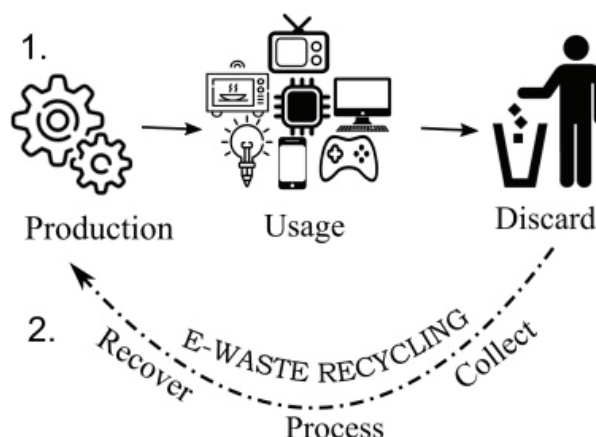 1.
Production
Usage
Discard
2.
E-WASTE RECYCLING
Recover
Process
Collect